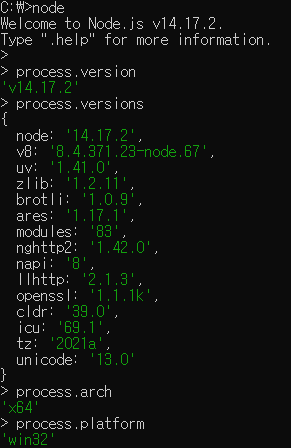 C:\>node
Welcome to Node.js v14.17.2.
Type ".help" for more information.
>
> process.version
'v14.17.2'
> process.versions
{
  node: '14.17.2',
  v8: '8.4.371.23-node.67',
  uv: '1.41.0',
  zlib: '1.2.11',
  brotli: '1.0.9',
  ares: '1.17.1',
  modules: '83',
  nghttp2: '1.42.0',
  napi: '8',
  llhttp: '2.1.3',
  openssl: '1.1.1k',
  cldr: '39.0',
  icu: '69.1',
  tz: '2021a',
  unicode: '13.0'
}
> process.arch
'x64'
> process.platform
'win32'